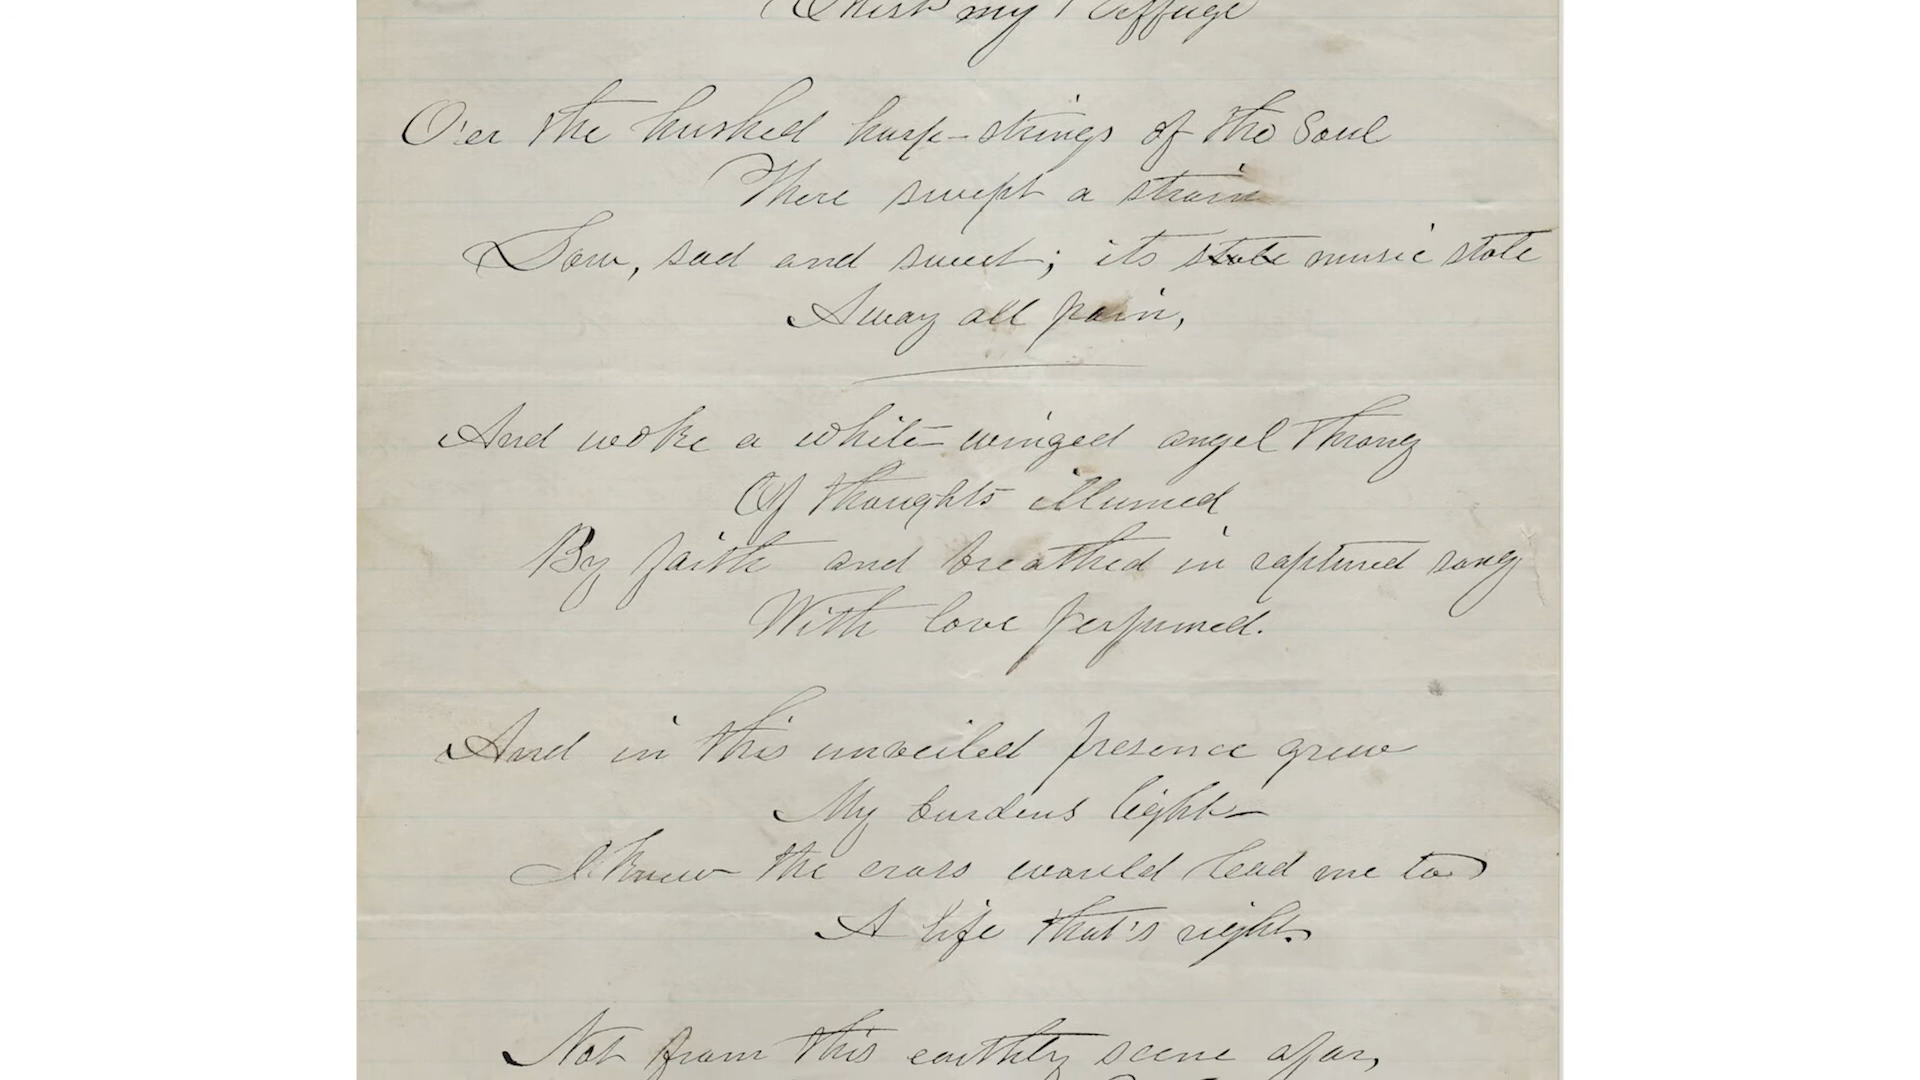 Christ my Reffuge
O'er the hushed harp-strings of the Soul
There swept a strain
Low, sad and sweet; its stole music stole
Away all pain,
And woke a white-winged angel throng
Of thoughts illumed
By faith and breathed in raptured song
With love perfumed.
And in this unveiled presence grew
My burdens light
I knew the cross would lead me to
A life that's right.
Not from this earthly scene afar,